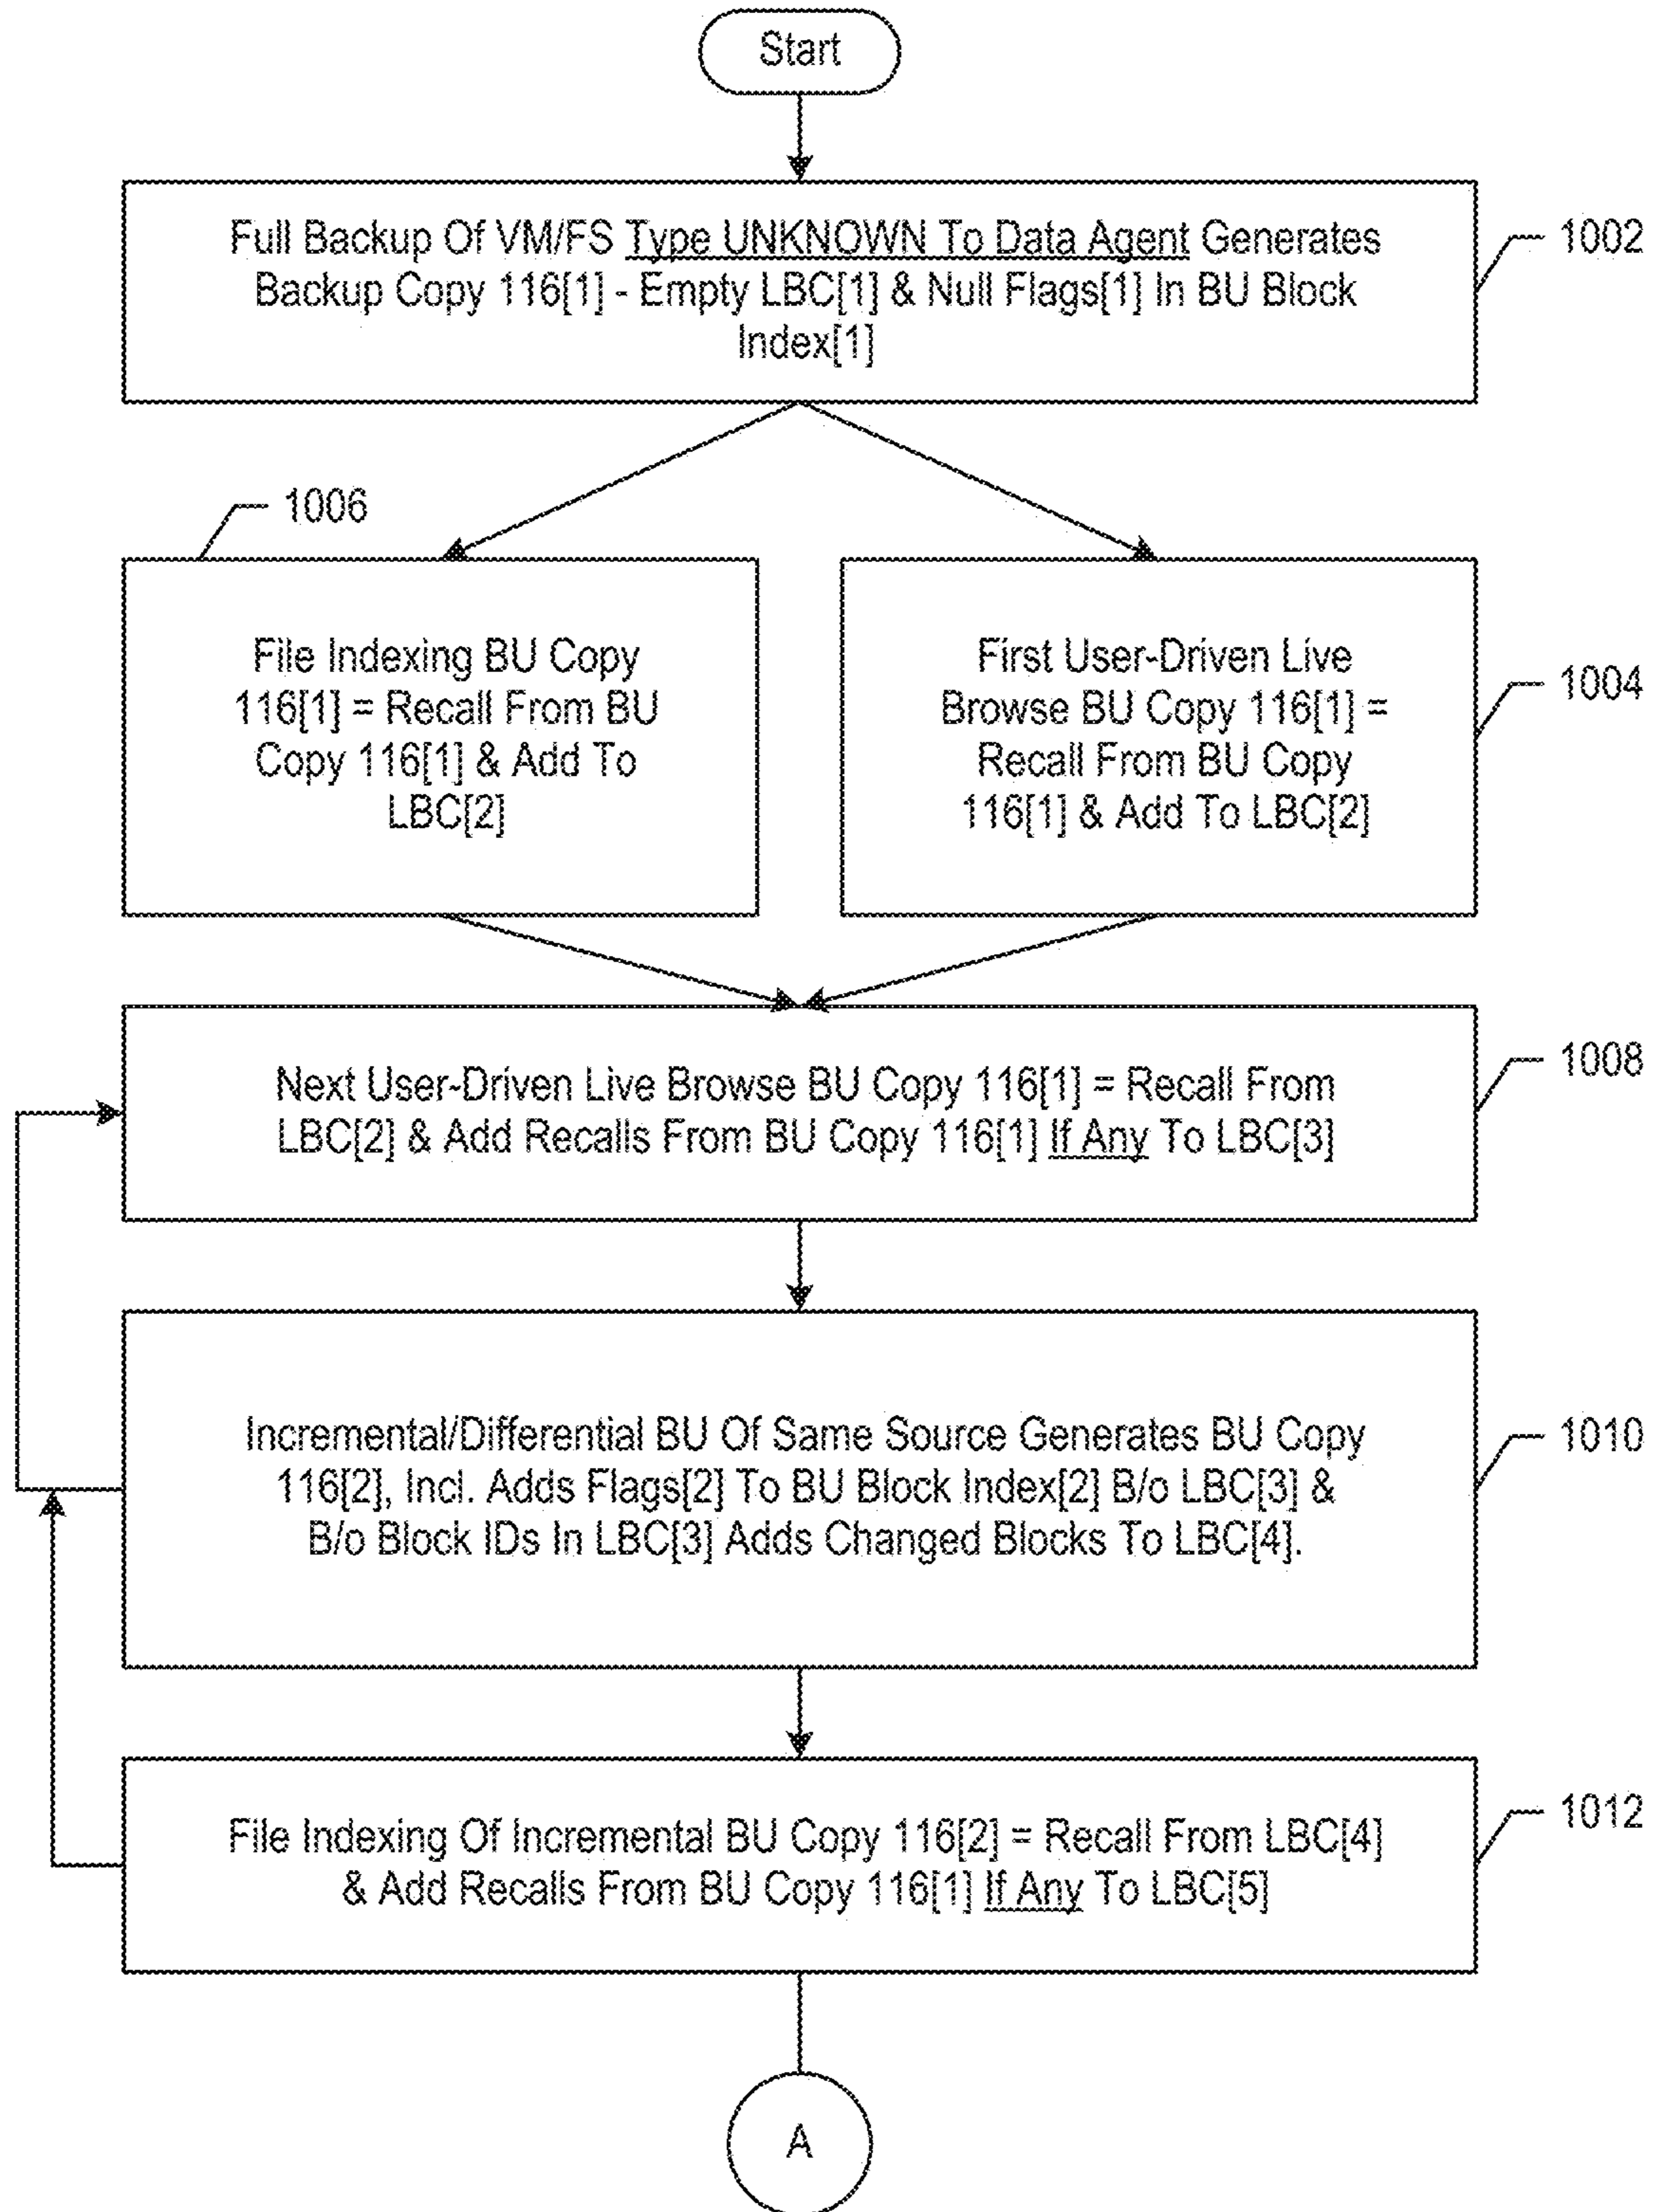 Start
Full Backup Of VM/FS Type UNKNOWN To Data Agent Generates
Backup Copy 116[1] - Empty LBC[1] & Null Flags[1] In BU Block
Index[1]
1002
1006
File Indexing BU Copy
116[1] = Recall From BU
Copy 116[1] & Add To
LBC[2]
First User-Driven Live
Browse BU Copy 116[1] =
Recall From BU Copy
116[1] & Add To LBC[2]
1004
Next User-Driven Live Browse BU Copy 116[1] = Recall From
LBC[2] & Add Recalls From BU Copy 116[1] If Any To LBC[3]
1008
Incremental/Differential BU Of Same Source Generates BU Copy
116[2], Incl. Adds Flags[2] To BU Block Index[2] B/o LBC[3] &
B/o Block IDs In LBC[3] Adds Changed Blocks To LBC[4].
1010
File Indexing Of Incremental BU Copy 116[2] = Recall From LBC[4]
& Add Recalls From BU Copy 116[1] If Any To LBC[5]
1012
A